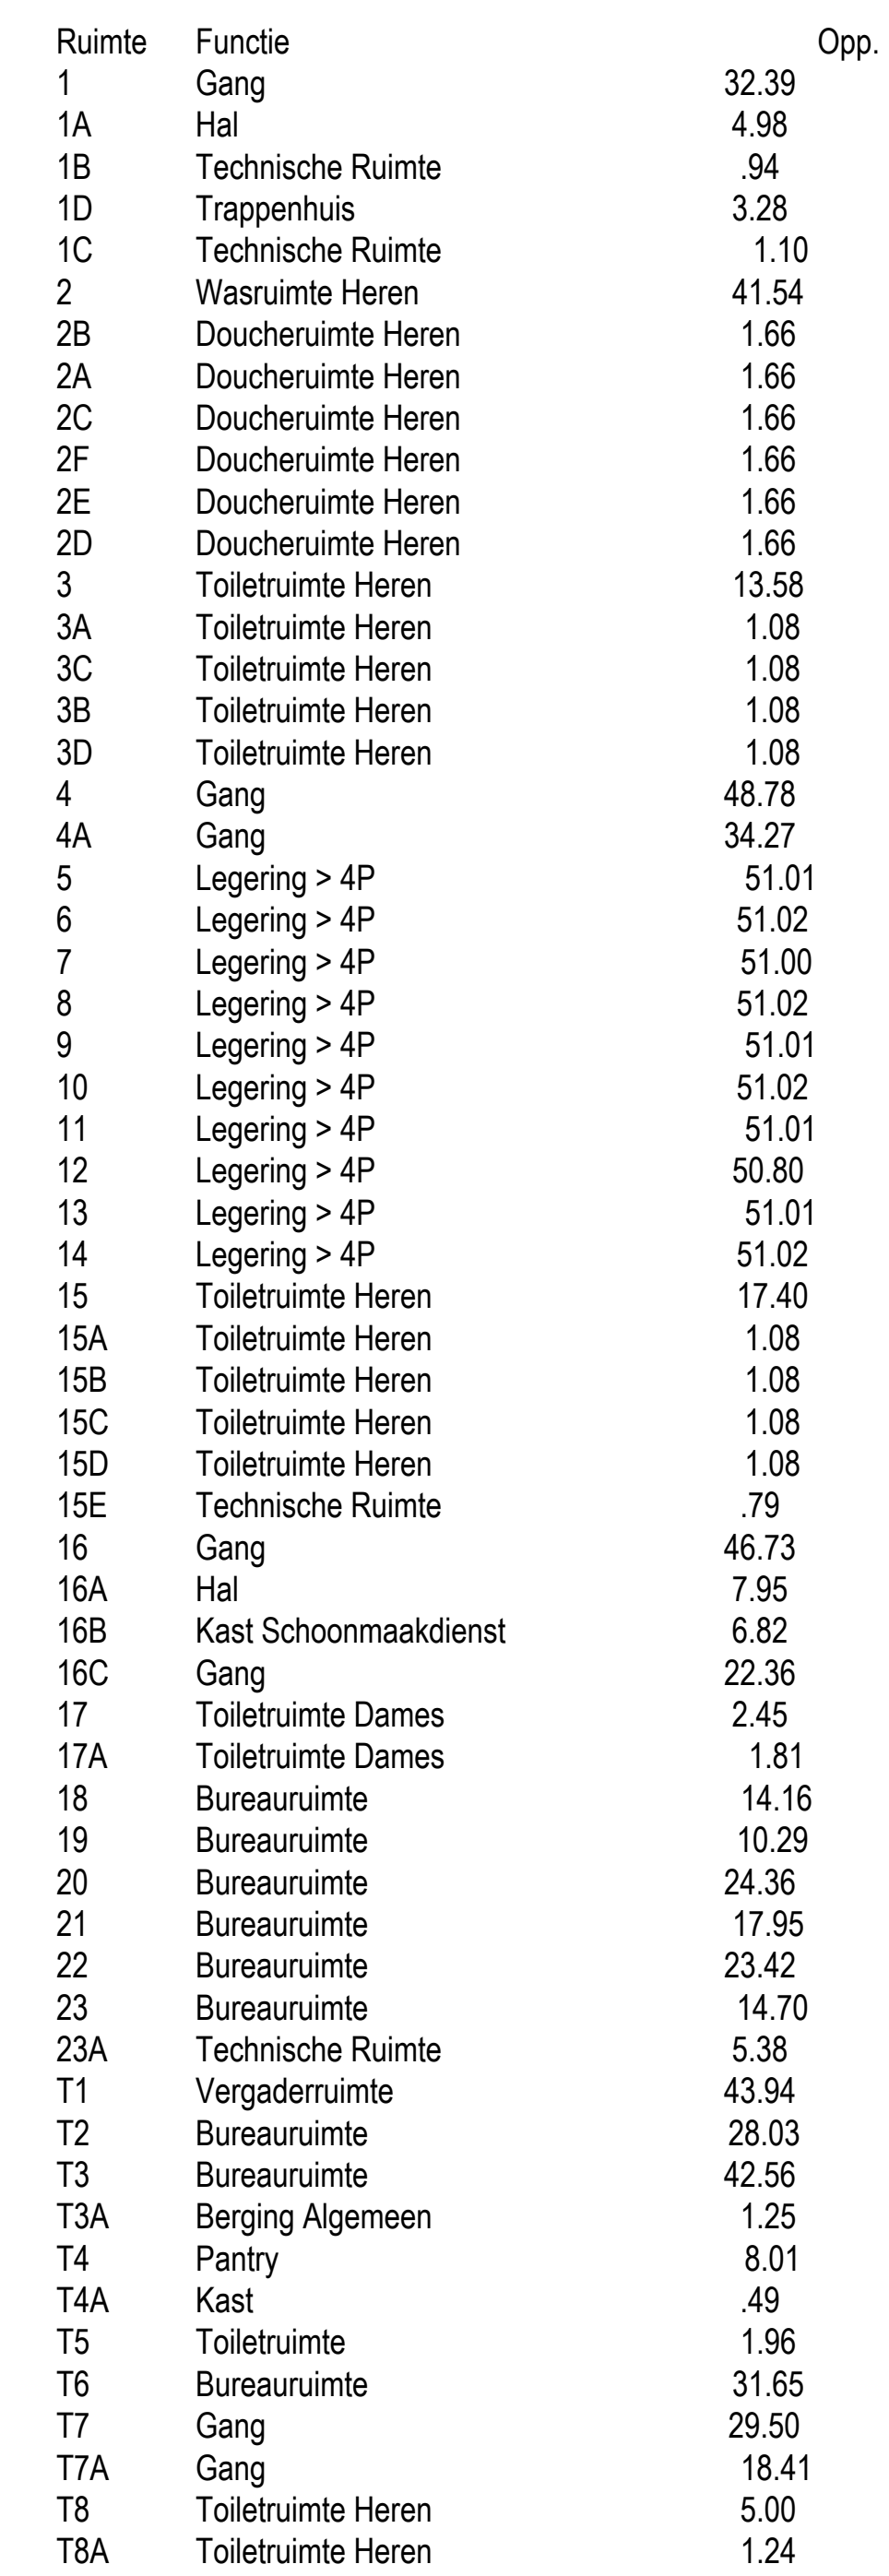 Ruimte Functie Opp.
1 Gang 32.39
1A Hal 4.98
1B Technische Ruimte .94
1D Trappenhuis 3.28
1C Technische Ruimte 1.10
2 Wasruimte Heren 41.54
2B Doucheruimte Heren 1.66
2A Doucheruimte Heren 1.66
2C Doucheruimte Heren 1.66
2F Doucheruimte Heren 1.66
2E Doucheruimte Heren 1.66
2D Doucheruimte Heren 1.66
3 Toiletruimte Heren 13.58
3A Toiletruimte Heren 1.08
3C Toiletruimte Heren 1.08
3B Toiletruimte Heren 1.08
3D Toiletruimte Heren 1.08
4 Gang 48.78
4A Gang 34.27
5 Legering > 4P 51.01
6 Legering > 4P 51.02
7 Legering > 4P 51.00
8 Legering > 4P 51.02
9 Legering > 4P 51.01
10 Legering > 4P 51.02
11 Legering > 4P 51.01
12 Legering > 4P 50.80
13 Legering > 4P 51.01
14 Legering > 4P 51.02
15 Toiletruimte Heren 17.40
15A Toiletruimte Heren 1.08
15B Toiletruimte Heren 1.08
15C Toiletruimte Heren 1.08
15D Toiletruimte Heren 1.08
15E Technische Ruimte .79
16 Gang 46.73
16A Hal 7.95
16B Kast Schoonmaakdienst 6.82
16C Gang 22.36
17 Toiletruimte Dames 2.45
17A Toiletruimte Dames 1.81
18 Bureauruimte 14.16
19 Bureauruimte 10.29
20 Bureauruimte 24.36
21 Bureauruimte 17.95
22 Bureauruimte 23.42
23 Bureauruimte 14.70
23A Technische Ruimte 5.38
T1 Vergaderruimte 43.94
T2 Bureauruimte 28.03
T3 Bureauruimte 42.56
T3A Berging Algemeen 1.25
T4 Pantry 8.01
T4A Kast .49
T5 Toiletruimte 1.96
T6 Bureauruimte 31.65
T7 Gang 29.50
T7A Gang 18.41
T8 Toiletruimte Heren 5.00
T8A Toiletruimte Heren 1.24